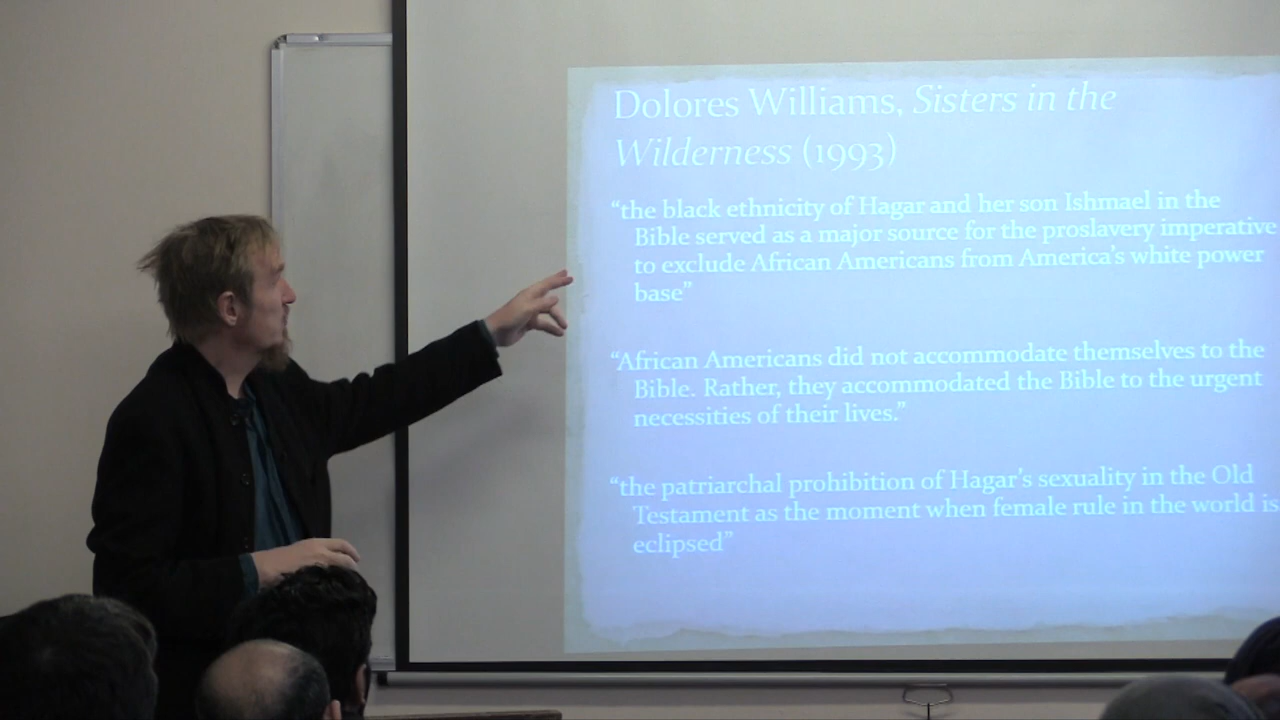 Dolores Williams, Sisters in the
Wilderness (1993)
“the black ethnicity of Hagar and her son Ishmael in the
Bible served as a major source for the proslavery imperative
to exclude African Americans from America's white power
base”
“African Americans did not accommodate themselves to the
Bible. Rather, they accommodated the Bible to the urgent
necessities of their lives.”
“the patriarchal prohibition of Hagar's sexuality in the Old
Testament as the moment when female rule in the world is
eclipsed”